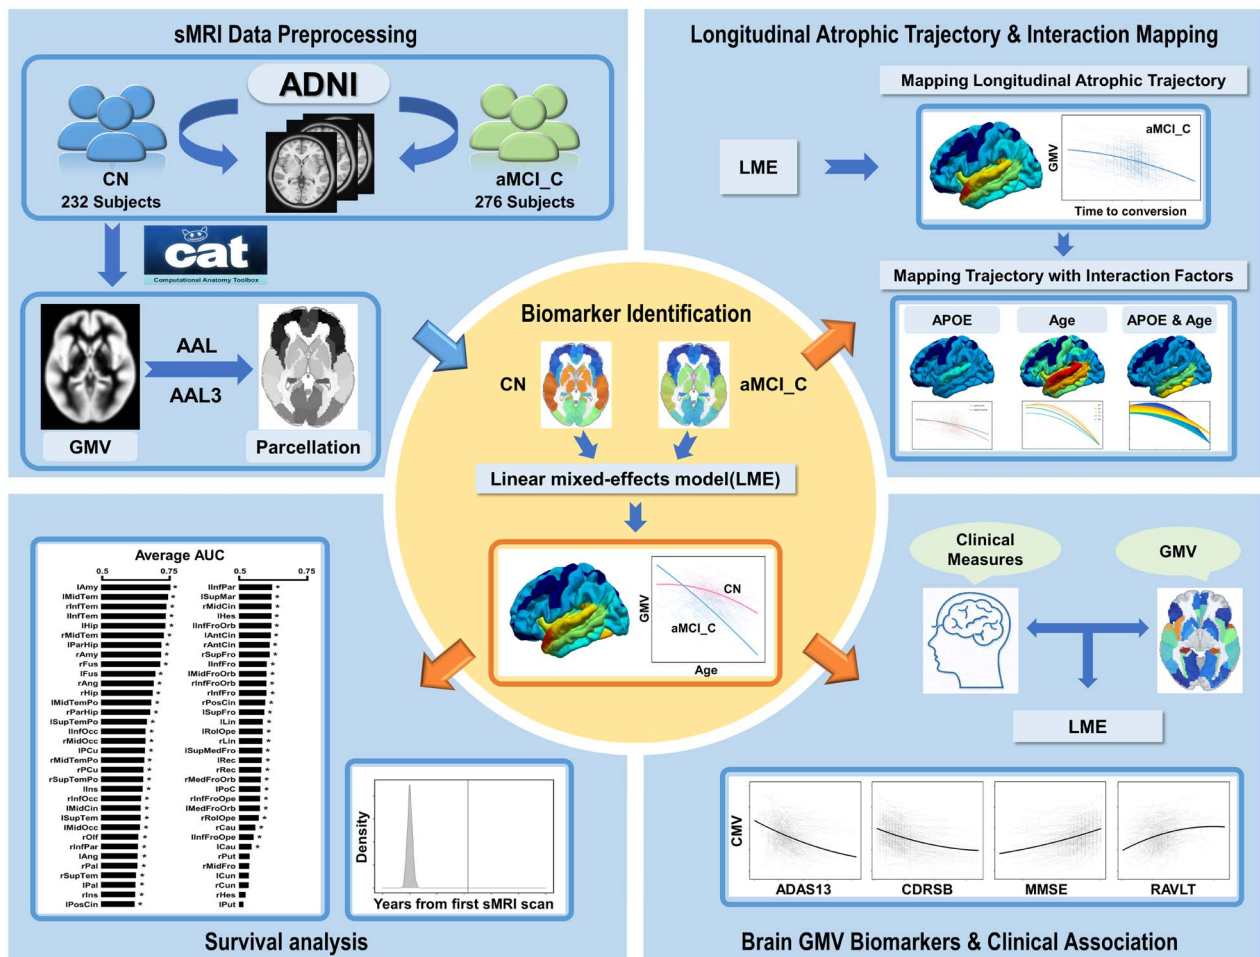 sMRI Data Preprocessing
ADNI
CN
232 Subjects
aMCI_C
276 Subjects
cat
Computational Anatomy Toolbox
AAL
AAL3
GMV
Parcellation
Longitudinal Atrophic Trajectory & Interaction Mapping
Mapping Longitudinal Atrophic Trajectory
LME
aMCI_C
GMV
Time to conversion
Mapping Trajectory with Interaction Factors
APOE
Age
APOE & Age
Biomarker Identification
CN
aMCI_C
Linear mixed-effects model(LME)
GMV
CN
aMCI_C
Age
Average AUC
0.5
0.75
lAmy *
lMidTem *
rInfTem *
lInfTem *
lHip *
rMidTem *
lParHip *
rAmy *
rFus *
lFus *
rAng *
rHip *
lMidTemPo *
rParHip *
lSupTemPo *
lInfOcc *
rMidOcc *
lPCu *
rMidTemPo *
rPCu *
rSupTemPo *
lIns *
rInfOcc *
lMidCin *
lSupTem *
lMidOcc *
rOlf *
rInfPar *
lAng *
rPal *
rSupTem *
lPal *
rIns *
lPosCin *
0.5
0.75
lInfPar *
lSupMar *
rMidCin *
lHes *
lInfFroOrb *
lAntCin *
rAntCin *
rSupFro *
lInfFro *
lMidFroOrb *
rInfFroOrb *
rInfFro *
rPosCin *
lSupFro *
lLin *
lRolOpe *
rLin *
lSupMedFro *
lRec *
rRec *
rMedFroOrb *
lPoC *
rInfFroOpe *
lMedFroOrb *
rRolOpe *
rCau *
lInfFroOpe *
lCau *
rPut
rMidFro
lCun
rCun
rHes
lPut
Density
Years from first sMRI scan
Survival analysis
Clinical
Measures
GMV
LME
CMV
ADAS13
CDRSB
MMSE
RAVLT
Brain GMV Biomarkers & Clinical Association